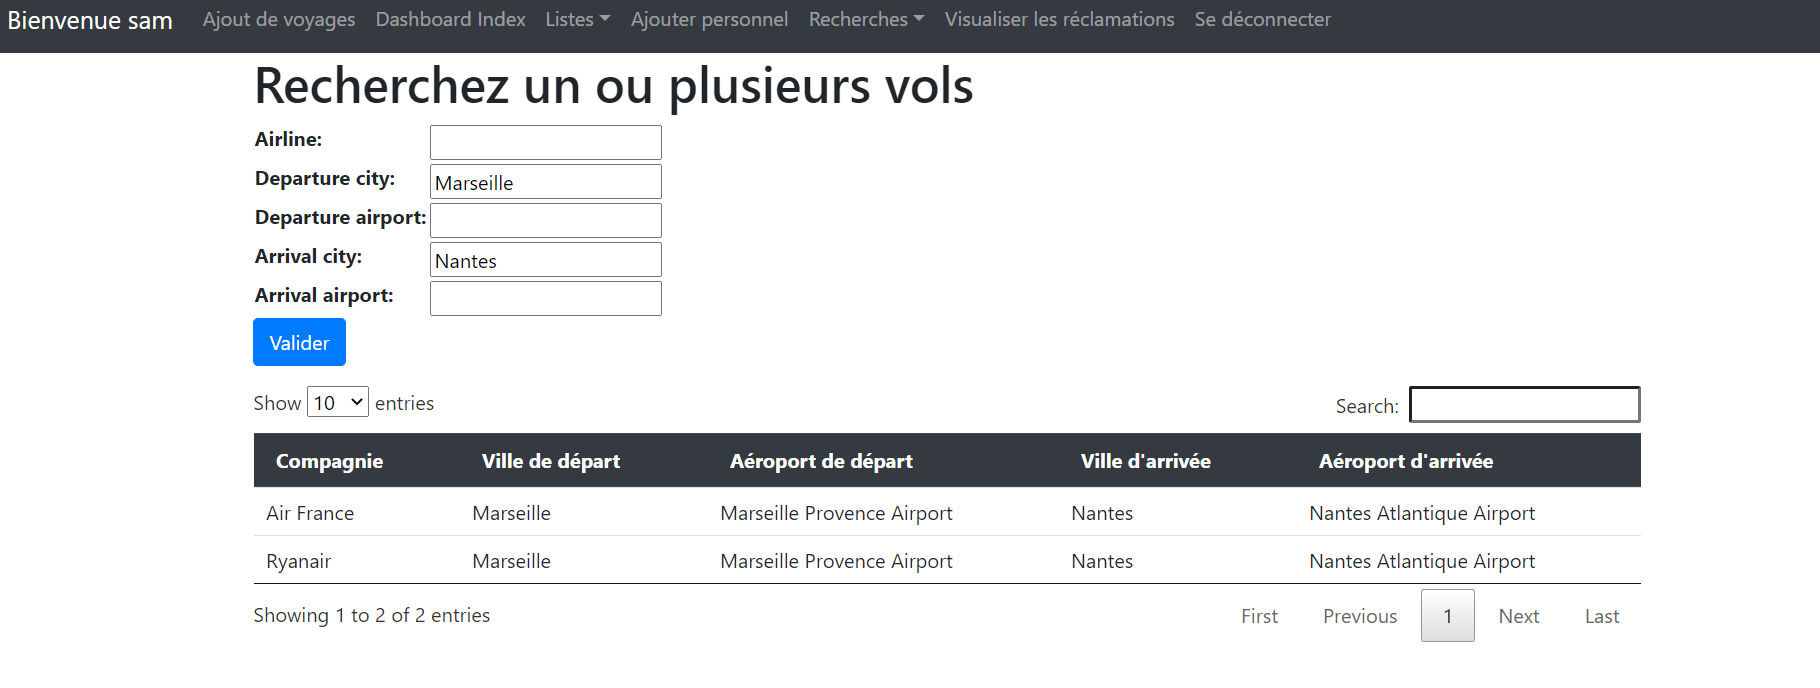 Bienvenue sam Ajout de voyages Dashboard Index Listes Ajouter personnel Recherches Visualiser les réclamations Se déconnecter
Recherchez un ou plusieurs vols
Airline:
Departure city: Marseille
Departure airport:
Arrival city: Nantes
Arrival airport:
Valider
Show 10 entries Search:
Compagnie Ville de départ Aéroport de départ Ville d'arrivée Aéroport d'arrivée
Air France Marseille Marseille Provence Airport Nantes Nantes Atlantique Airport
Ryanair Marseille Marseille Provence Airport Nantes Nantes Atlantique Airport
Showing 1 to 2 of 2 entries First Previous 1 Next Last